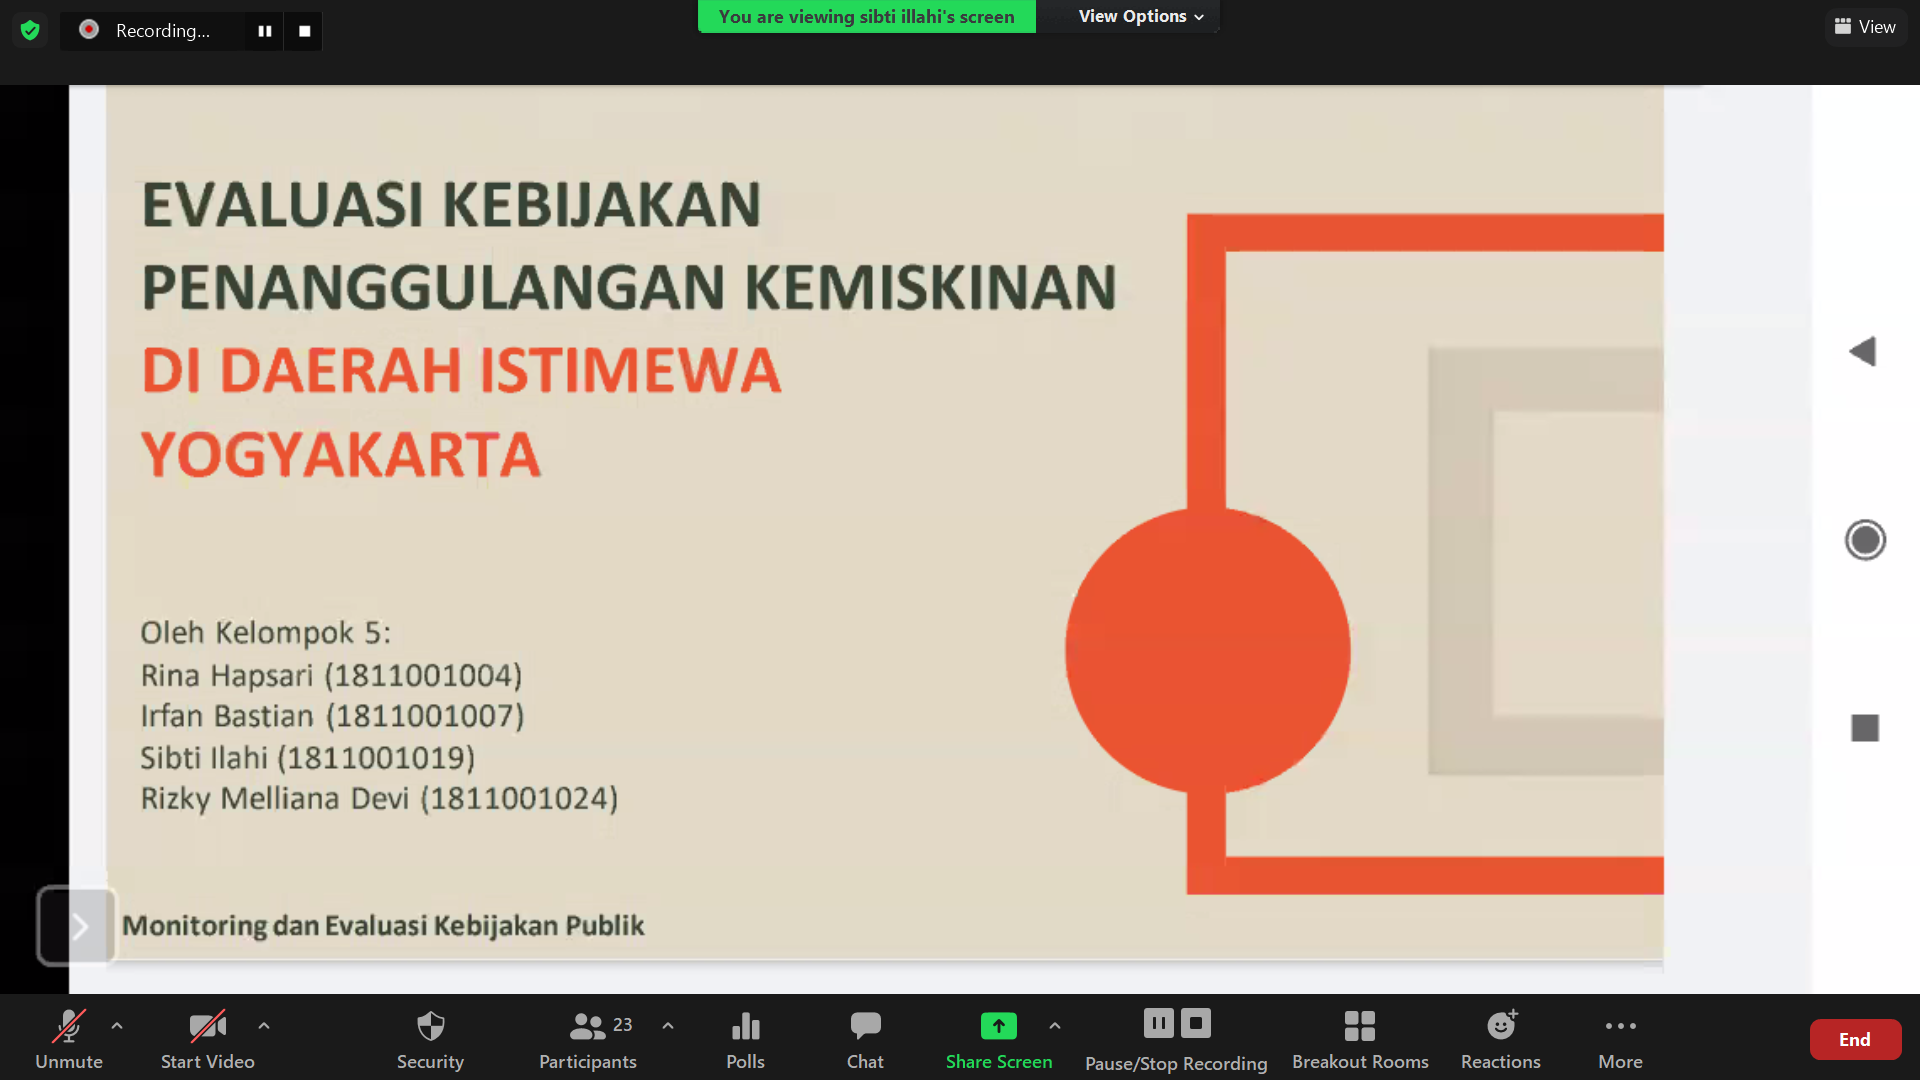 Recording...
You are viewing sibti illahi's screen
View Options
View
EVALUASI KEBIJAKAN
PENANGGULANGAN KEMISKINAN
DI DAERAH ISTIMEWA
YOGYAKARTA
Oleh Kelompok 5:
Rina Hapsari (1811001004)
Irfan Bastian (1811001007)
Sibti Ilahi (1811001019)
Rizky Melliana Devi (1811001024)
Monitoring dan Evaluasi Kebijakan Publik
Unmute
Start Video
Security
23
Participants
Polls
Chat
Share Screen
Pause/Stop Recording
Breakout Rooms
Reactions
More
End